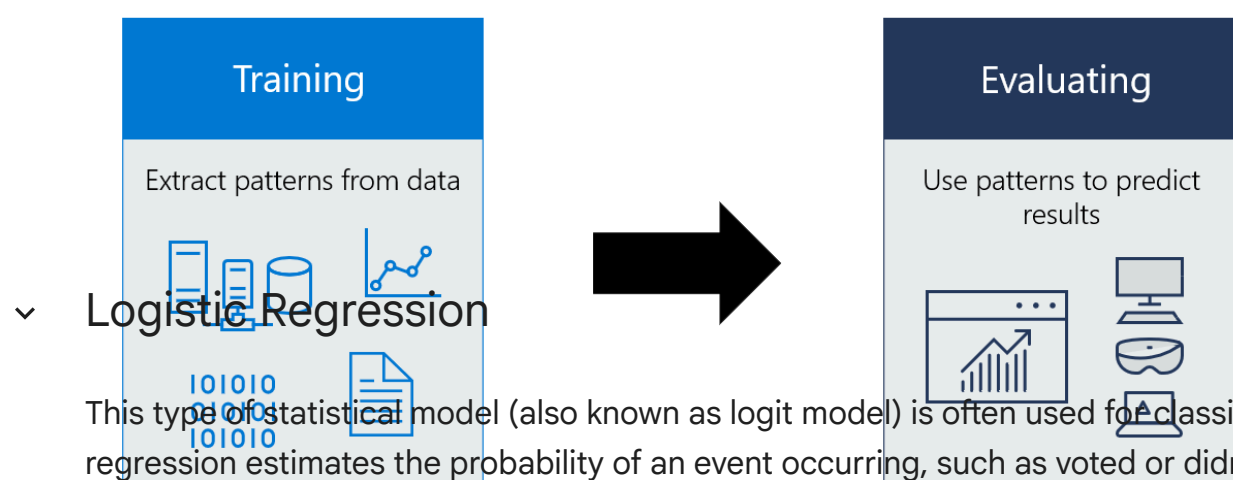 Training
Evaluating
Extract patterns from data
Use patterns to predict
results
Logistic Regression
101010
010101
101010
This type of statistical model (also known as logit model) is often used for classi
regression estimates the probability of an event occurring, such as voted or didn